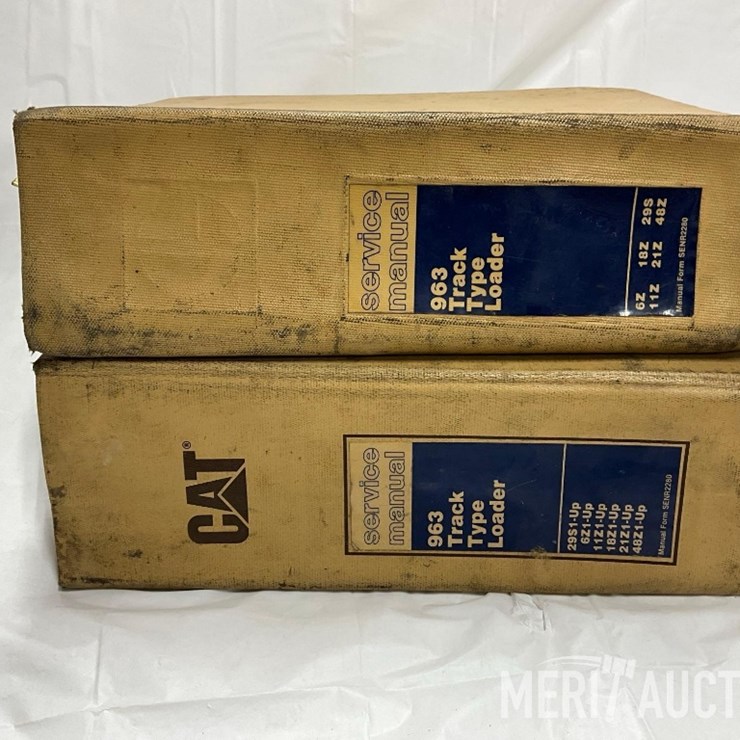 service
manual
963
Track
Type
Loader
6Z 18Z 29S
11Z 21Z 48Z
Manual Form SENR2280
CAT®
service
manual
963
Track
Type
Loader
29S1-Up
6Z1-Up
11Z1-Up
18Z1-Up
21Z1-Up
48Z1-Up
Manual Form SENR2280